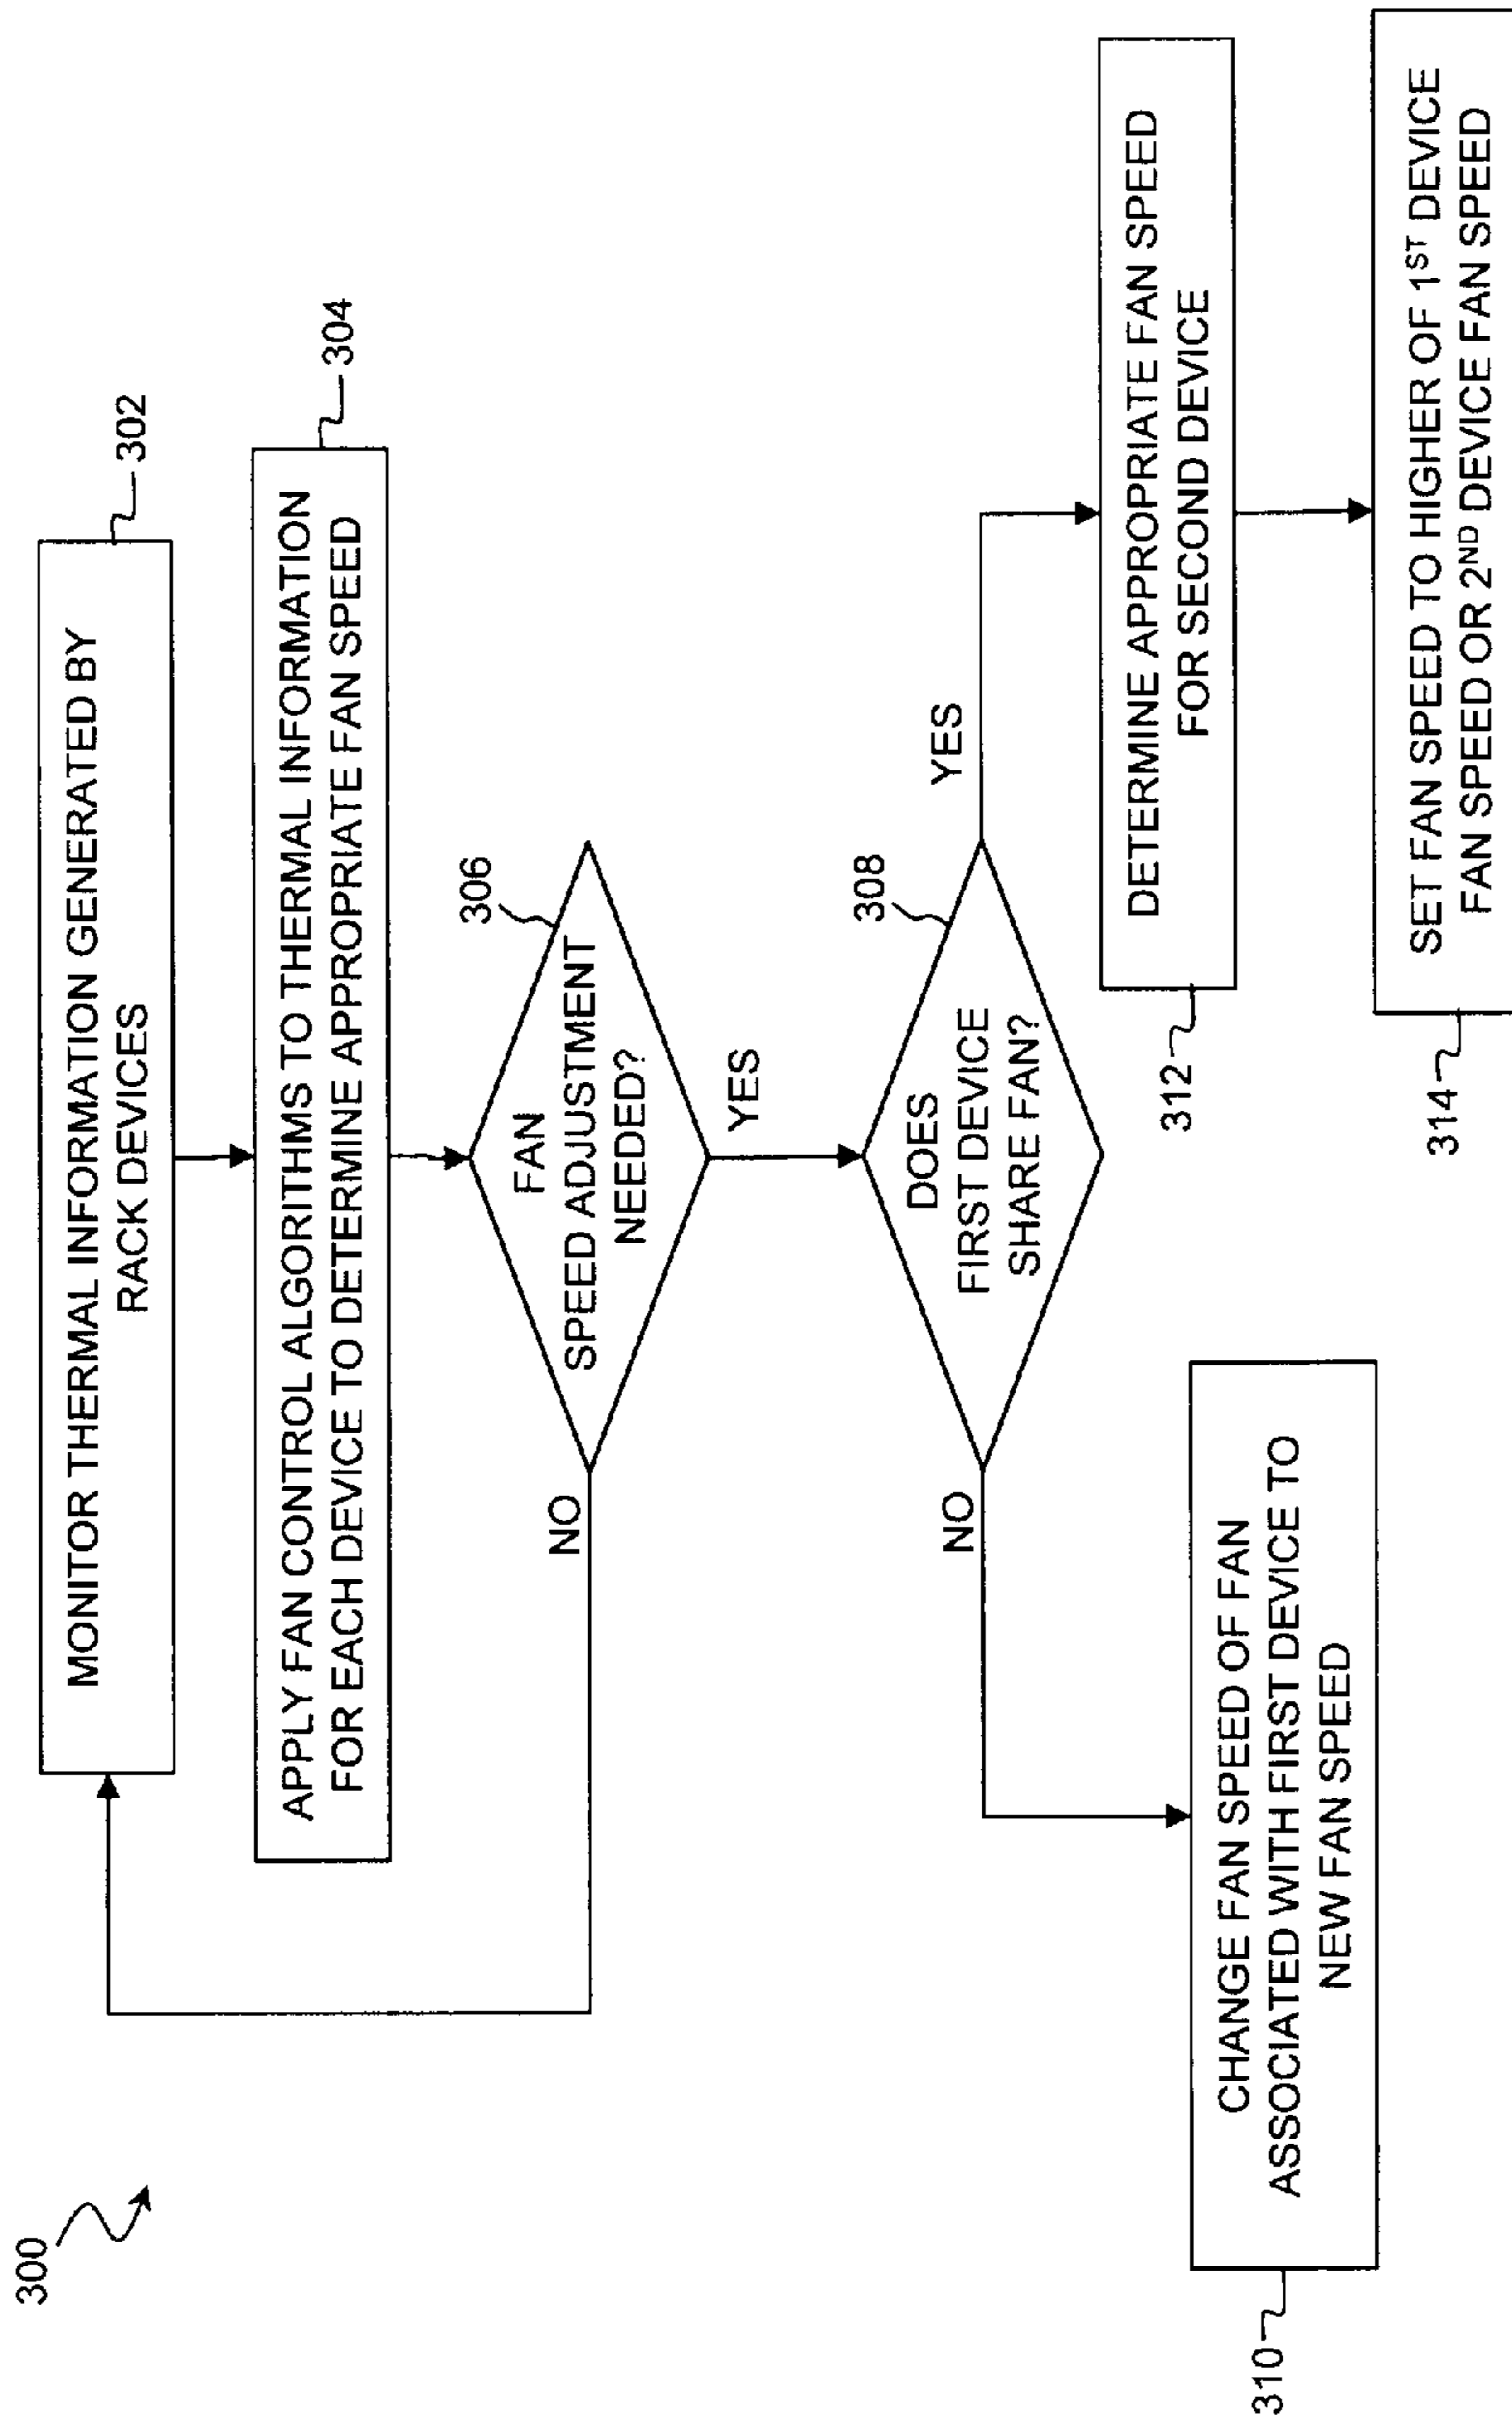 300
MONITOR THERMAL INFORMATION GENERATED BY
RACK DEVICES
302
APPLY FAN CONTROL ALGORITHMS TO THERMAL INFORMATION
FOR EACH DEVICE TO DETERMINE APPROPRIATE FAN SPEED
304
FAN
SPEED ADJUSTMENT
NEEDED?
306
NO
YES
DOES
FIRST DEVICE
SHARE FAN?
308
NO
YES
CHANGE FAN SPEED OF FAN
ASSOCIATED WITH FIRST DEVICE TO
NEW FAN SPEED
310
DETERMINE APPROPRIATE FAN SPEED
FOR SECOND DEVICE
312
SET FAN SPEED TO HIGHER OF 1ST DEVICE
FAN SPEED OR 2ND DEVICE FAN SPEED
314